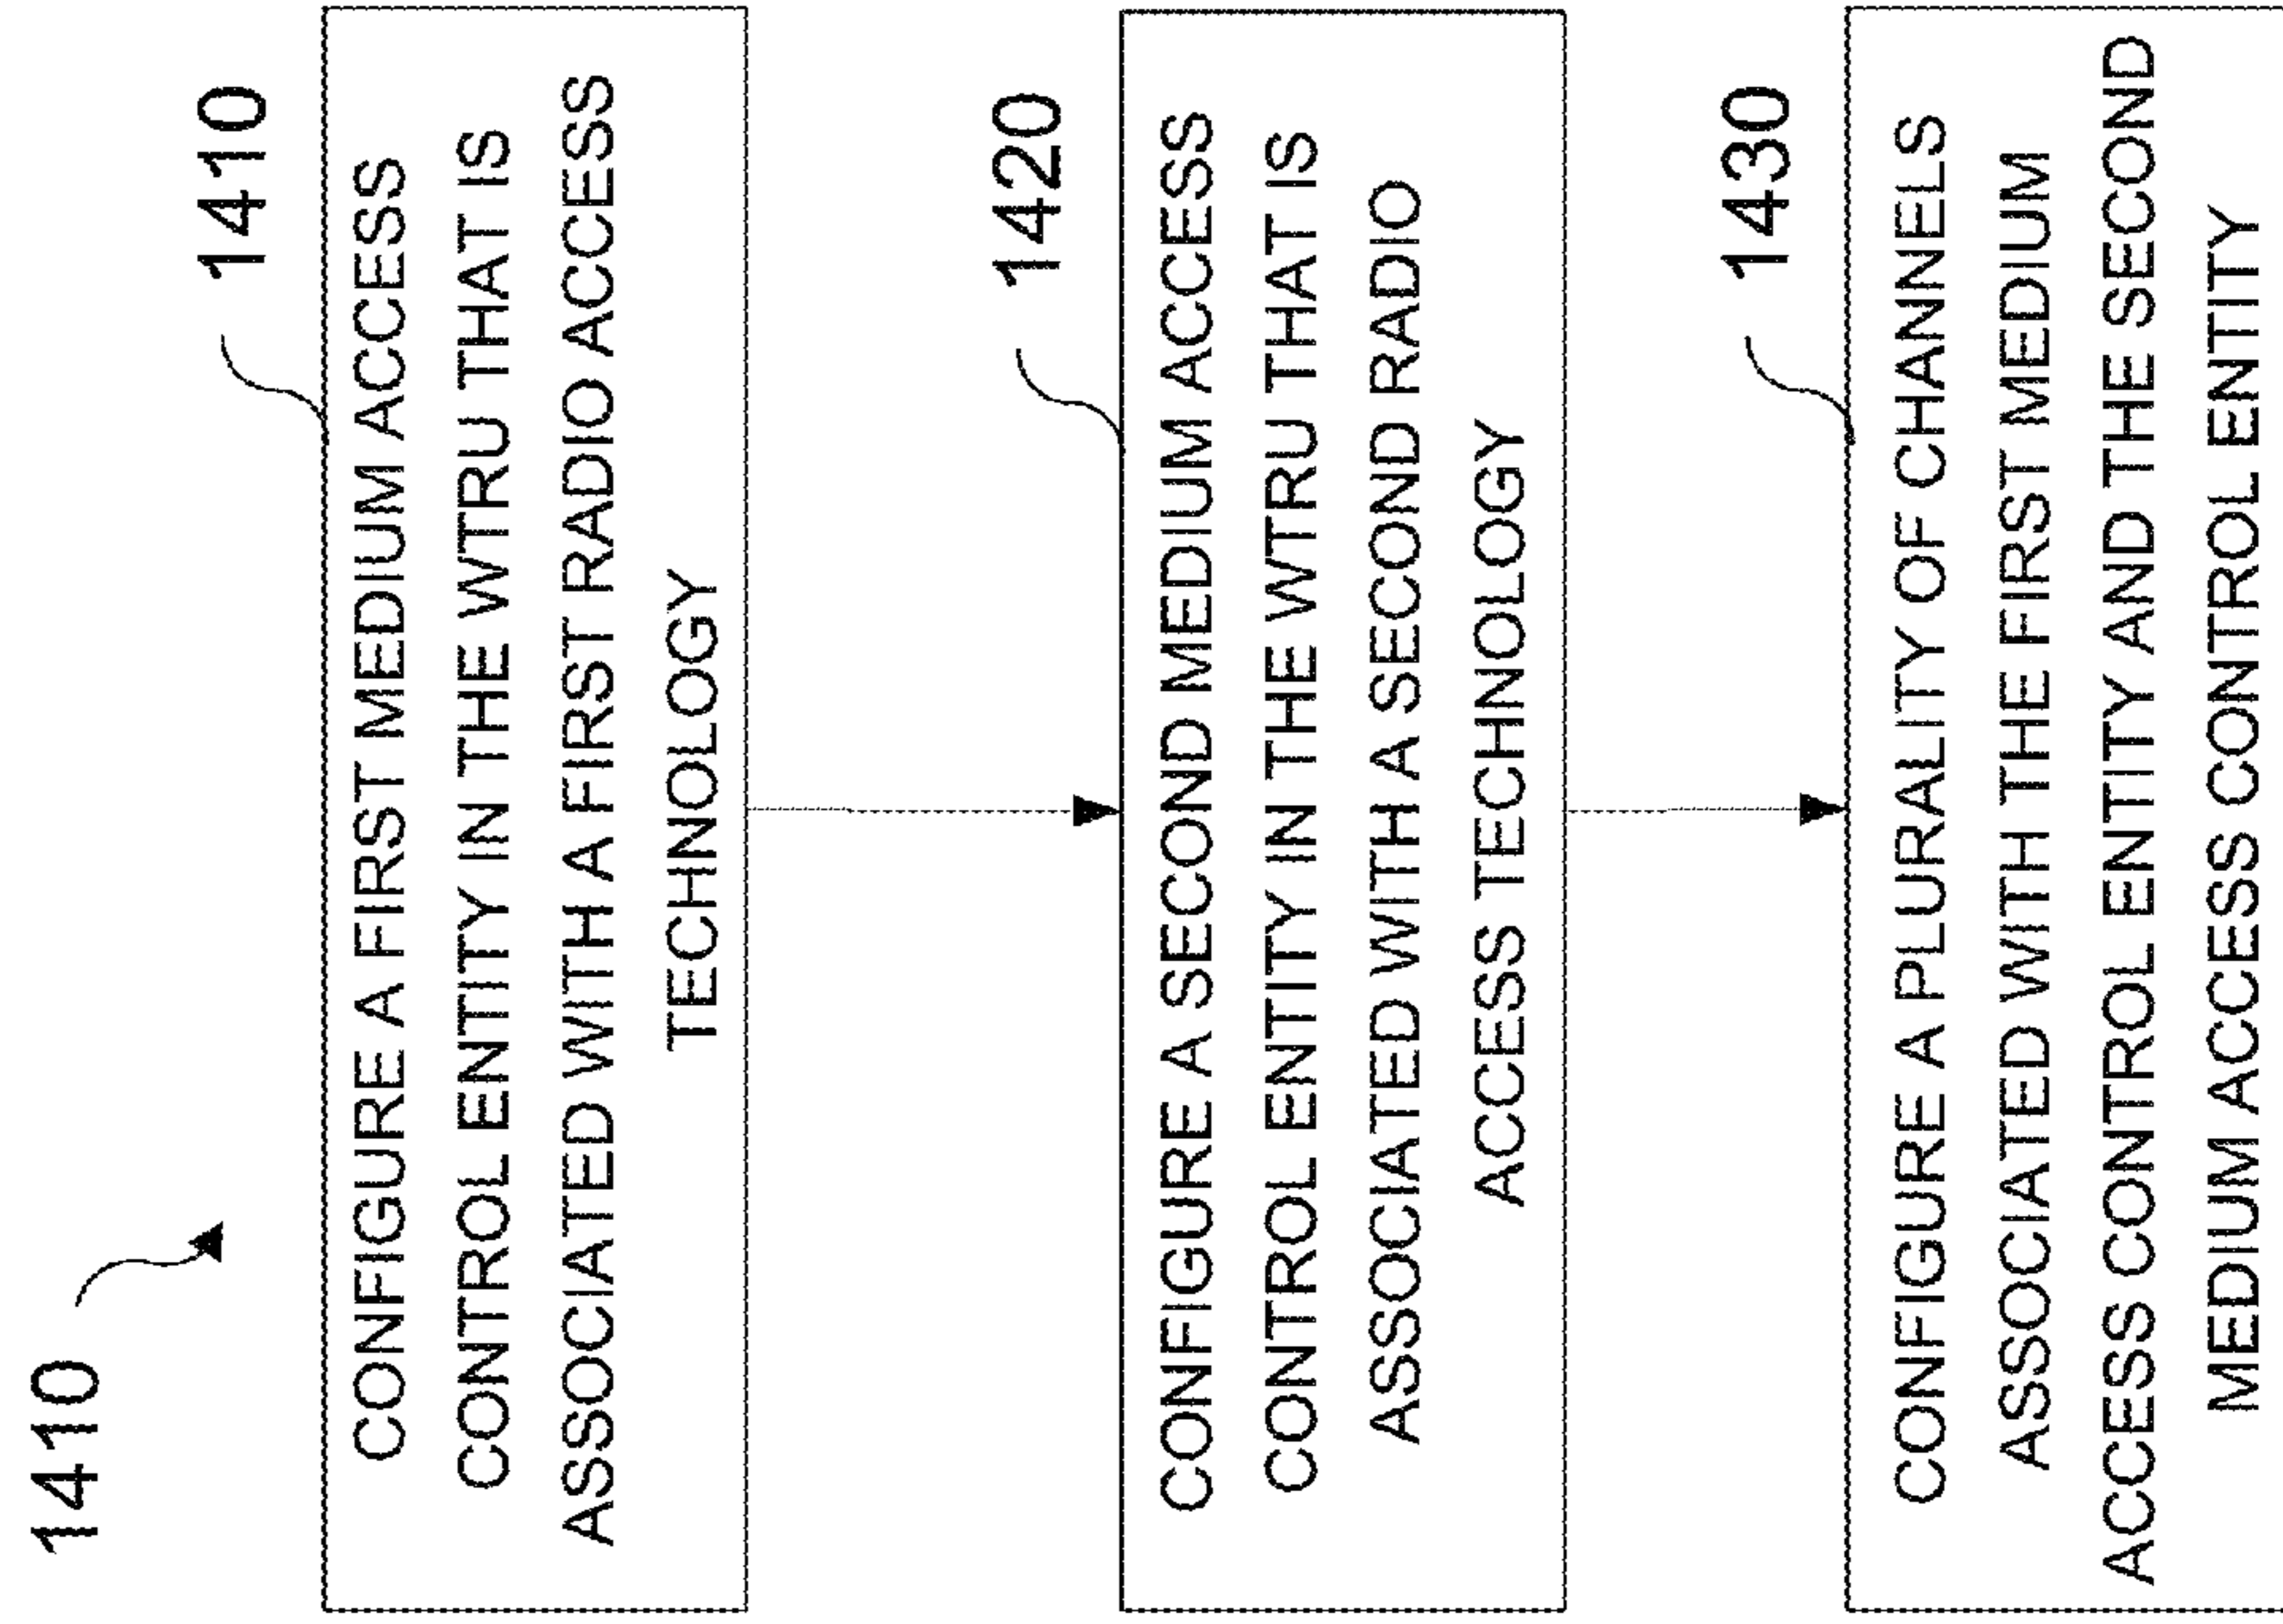 1410
1410
CONFIGURE A FIRST MEDIUM ACCESS
CONTROL ENTITY IN THE WTRU THAT IS
ASSOCIATED WITH A FIRST RADIO ACCESS
TECHNOLOGY
1420
CONFIGURE A SECOND MEDIUM ACCESS
CONTROL ENTITY IN THE WTRU THAT IS
ASSOCIATED WITH A SECOND RADIO
ACCESS TECHNOLOGY
1430
CONFIGURE A PLURALITY OF CHANNELS
ASSOCIATED WITH THE FIRST MEDIUM
ACCESS CONTROL ENTITY AND THE SECOND
MEDIUM ACCESS CONTROL ENTITY